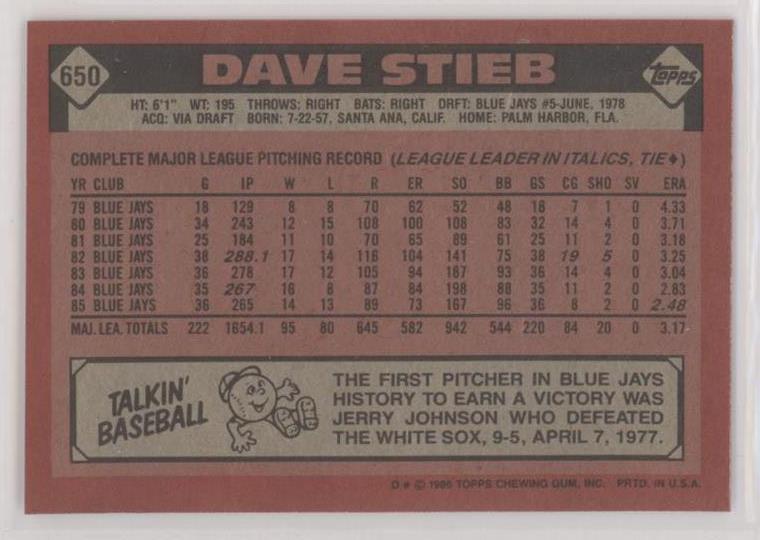 650
DAVE STIEB
Topps
HT: 6'1" WT: 195 THROWS: RIGHT BATS: RIGHT DRFT: BLUE JAYS #5-JUNE, 1978
ACQ: VIA DRAFT BORN: 7-22-57, SANTA ANA, CALIF. HOME: PALM HARBOR, FLA.
COMPLETE MAJOR LEAGUE PITCHING RECORD (LEAGUE LEADER IN ITALICS, TIE♦)
YR CLUB G IP W L R ER SO BB GS CG SHO SV ERA
79 BLUE JAYS 18 129 8 8 70 62 52 48 18 7 1 0 4.33
80 BLUE JAYS 34 243 12 15 108 100 108 83 32 14 4 0 3.71
81 BLUE JAYS 25 184 11 10 70 65 89 61 25 11 2 0 3.18
82 BLUE JAYS 38 288.1 17 14 116 104 141 75 38 19 5 0 3.25
83 BLUE JAYS 36 278 17 12 105 94 187 93 36 14 4 0 3.04
84 BLUE JAYS 35 267 16 8 87 84 198 88 35 11 2 0 2.83
85 BLUE JAYS 36 265 14 13 89 73 167 96 36 8 2 0 2.48
MAJ. LEA. TOTALS 222 1654.1 95 80 645 582 942 544 220 84 20 0 3.17
TALKIN'
BASEBALL
THE FIRST PITCHER IN BLUE JAYS
HISTORY TO EARN A VICTORY WAS
JERRY JOHNSON WHO DEFEATED
THE WHITE SOX, 9-5, APRIL 7, 1977.
D * © 1986 TOPPS CHEWING GUM, INC. PRTD. IN U.S.A.